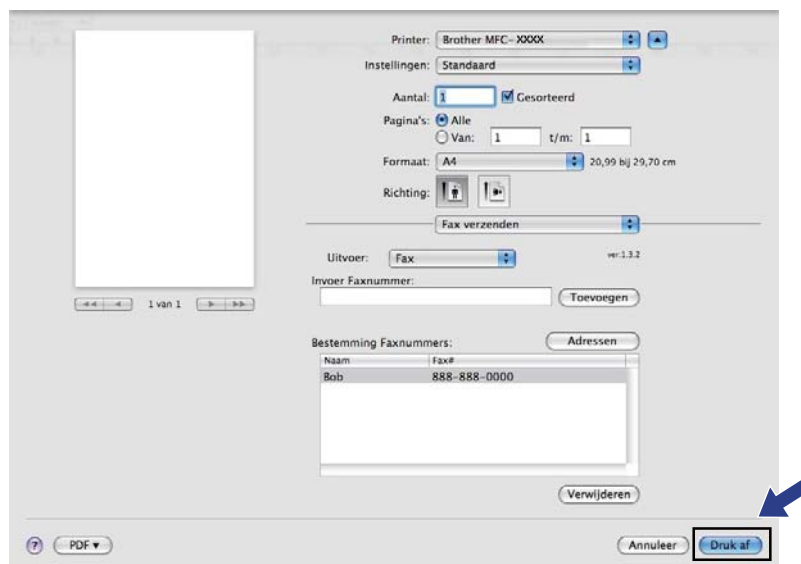 Printer: Brother MFC-XXXX
Instellingen: Standaard
Aantal: 1 Gesorteerd
Pagina's: Alle
Van: 1 t/m: 1
Formaat: A4 20,99 bij 29,70 cm
Richting:
Fax verzenden
Uitvoer: Fax ver:1.3.2
Invoer Faxnummer:
Toevoegen
1 van 1
Bestemming Faxnummers: Adressen
Naam Fax#
Bob 888-888-0000
Verwijderen
? PDF Annuleer Druk af